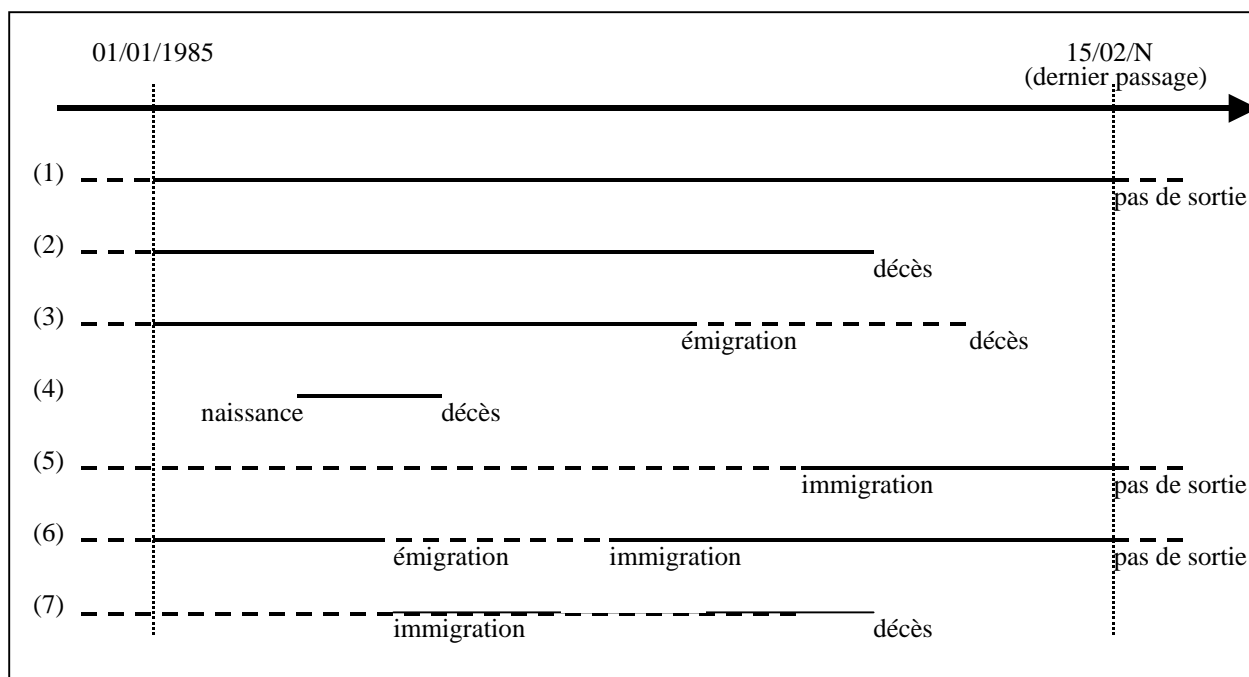 01/01/1985 15/02/N
(dernier passage)
(1)
pas de sortie
(2)
décès
(3)
émigration décès
(4)
naissance décès
(5)
immigration pas de sortie
(6)
émigration immigration pas de sortie
(7)
immigration décès